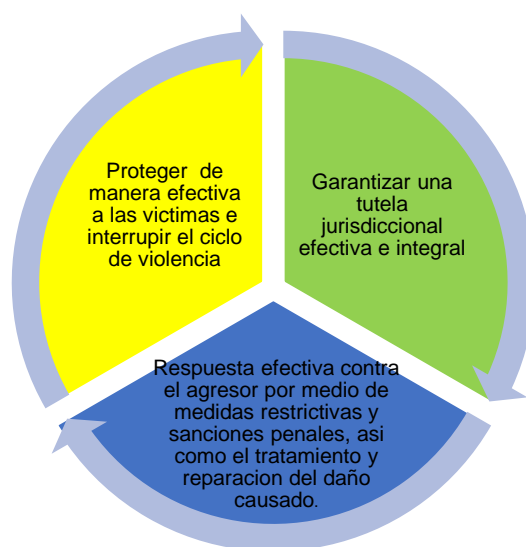 Proteger de
manera efectiva
a las victimas e
interrupir el ciclo
de violencia
Garantizar una
tutela
jurisdiccional
efectiva e integral
Respuesta efectiva contra
el agresor por medio de
medidas restrictivas y
sanciones penales, asi
como el tratamiento y
reparacion del daño
causado.